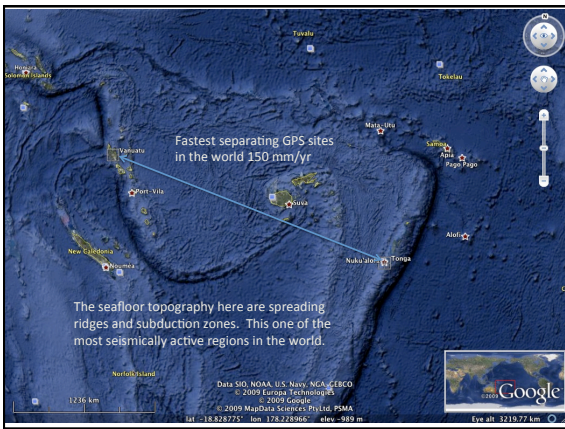 N
Tuvalu
Honiara
Solomon Islands
Tokelau
Mata-Utu
Samoa
Apia
Pago Pago
Fastest separating GPS sites
in the world 150 mm/yr
Vanuatu
Port-Vila
Suva
Alofi
New Caledonia
Noumea
Nuku'alofa
Tonga
The seafloor topography here are spreading
ridges and subduction zones.  This one of the
most seismically active regions in the world.
Norfolk Island
1236 km
Data SIO, NOAA, U.S. Navy, NGA, GEBCO
© 2009 Europa Technologies
© 2009 Google
© 2009 MapData Sciences PtyLtd, PSMA
©2009 Google
lat -18.828775° lon 178.228966° elev -989 m
Eye alt 3219.77 km